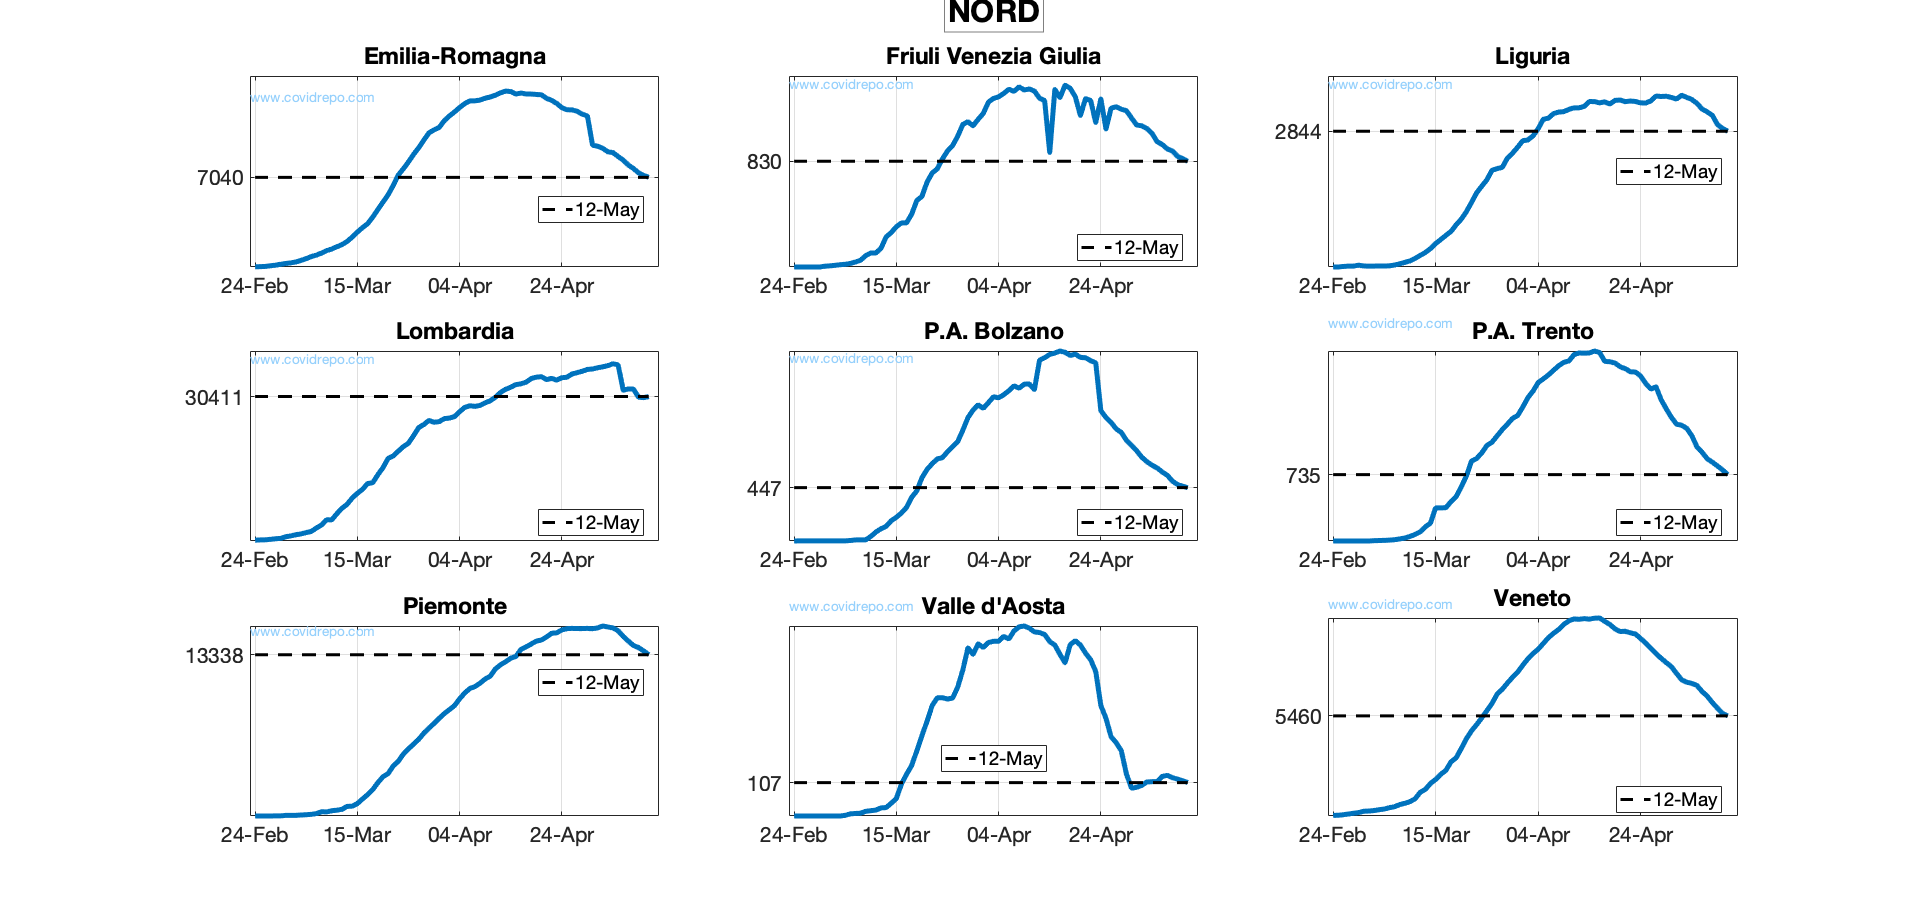 NORD
Emilia-Romagna
www.covidrepo.com
7040
12-May
24-Feb 15-Mar 04-Apr 24-Apr
Friuli Venezia Giulia
www.covidrepo.com
830
12-May
24-Feb 15-Mar 04-Apr 24-Apr
Liguria
www.covidrepo.com
2844
12-May
24-Feb 15-Mar 04-Apr 24-Apr
Lombardia
www.covidrepo.com
30411
12-May
24-Feb 15-Mar 04-Apr 24-Apr
P.A. Bolzano
www.covidrepo.com
447
12-May
24-Feb 15-Mar 04-Apr 24-Apr
www.covidrepo.com P.A. Trento
735
12-May
24-Feb 15-Mar 04-Apr 24-Apr
Piemonte
www.covidrepo.com
13338
12-May
24-Feb 15-Mar 04-Apr 24-Apr
www.covidrepo.com Valle d'Aosta
12-May
107
24-Feb 15-Mar 04-Apr 24-Apr
www.covidrepo.com Veneto
5460
12-May
24-Feb 15-Mar 04-Apr 24-Apr